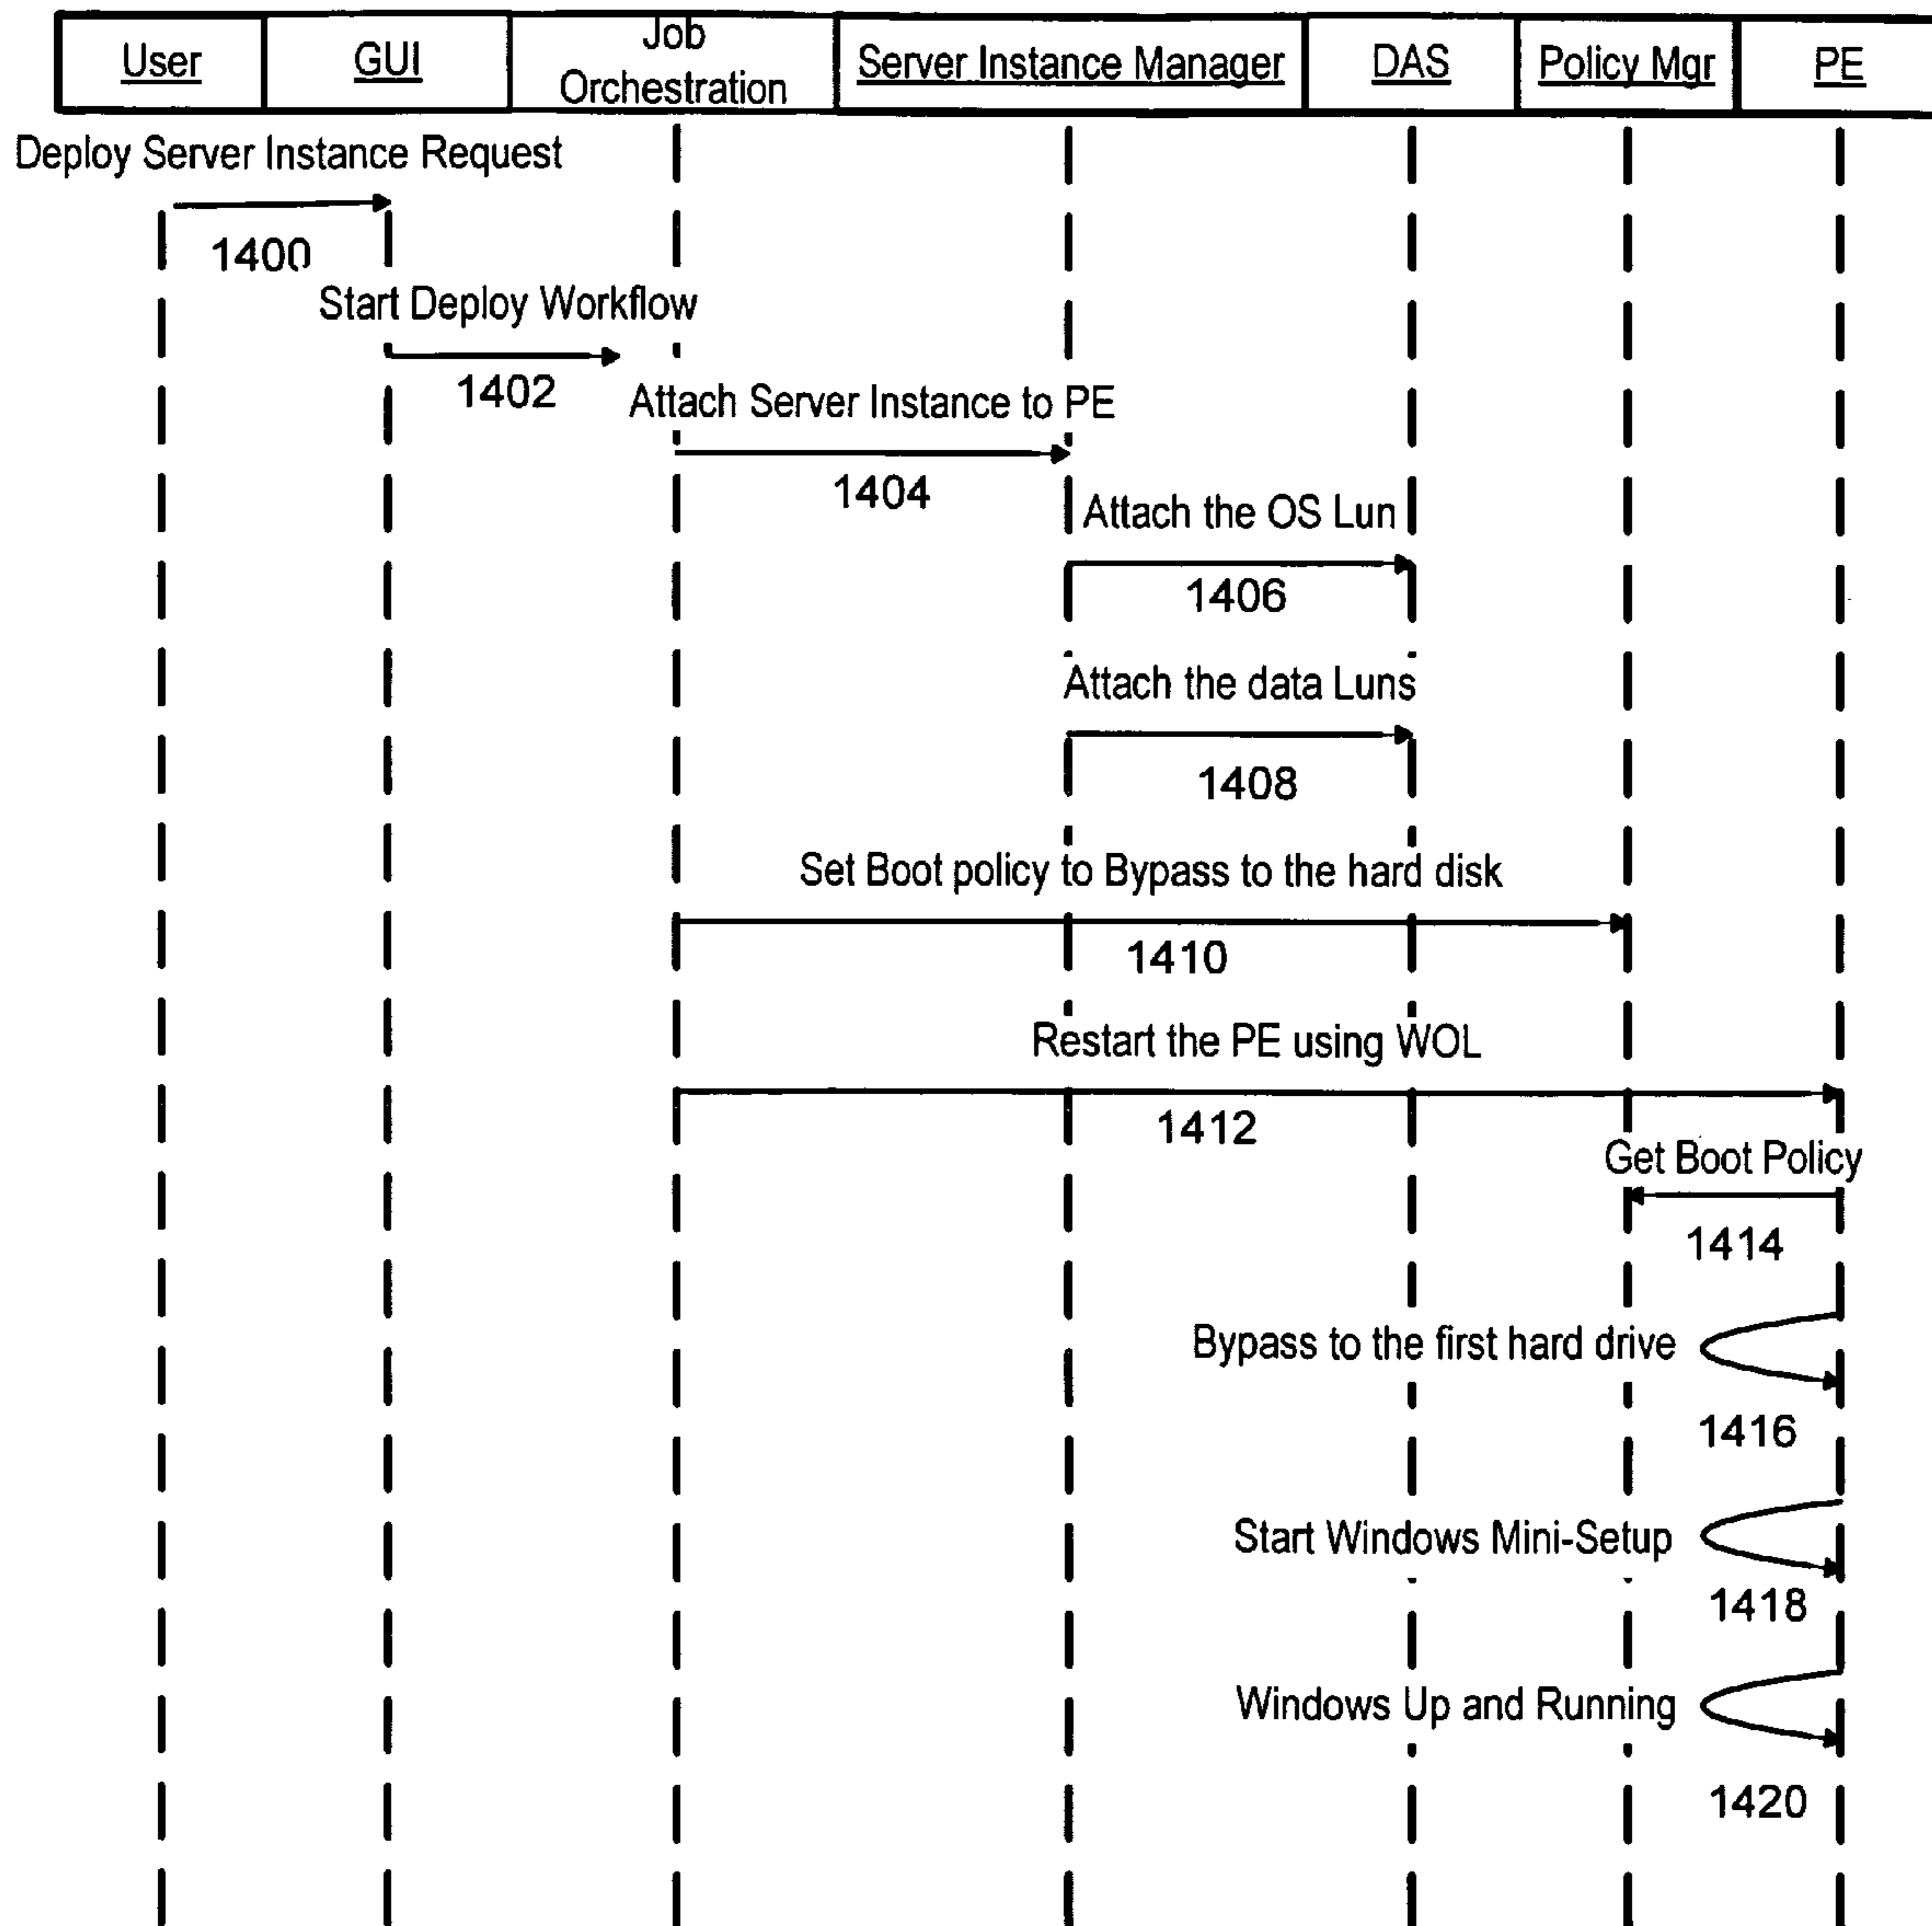 User
GUI
Job
Orchestration
Server Instance Manager
DAS
Policy Mgr
PE
Deploy Server Instance Request
1400
Start Deploy Workflow
1402
Attach Server Instance to PE
1404
Attach the OS Lun
1406
Attach the data Luns
1408
Set Boot policy to Bypass to the hard disk
1410
Restart the PE using WOL
1412
Get Boot Policy
1414
Bypass to the first hard drive
1416
Start Windows Mini-Setup
1418
Windows Up and Running
1420